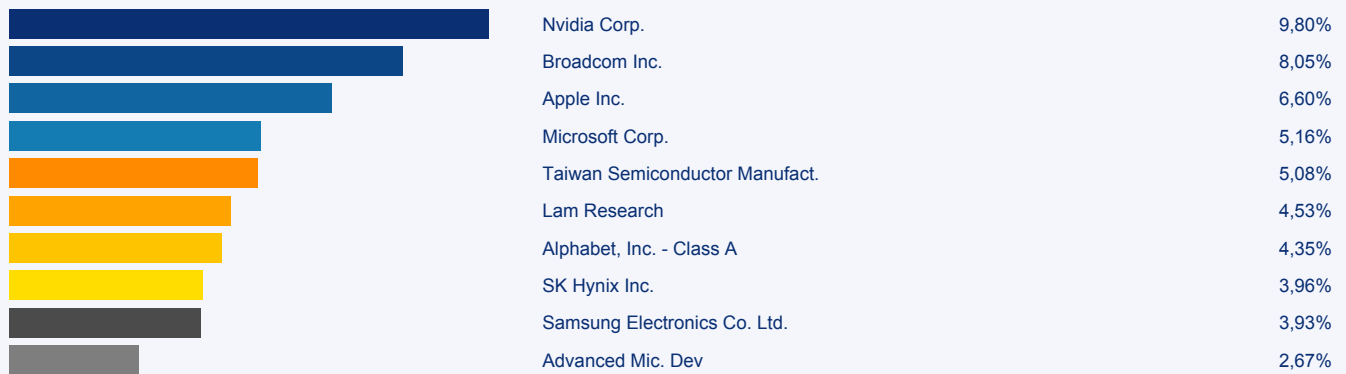 Nvidia Corp. 9,80%
Broadcom Inc. 8,05%
Apple Inc. 6,60%
Microsoft Corp. 5,16%
Taiwan Semiconductor Manufact. 5,08%
Lam Research 4,53%
Alphabet, Inc. - Class A 4,35%
SK Hynix Inc. 3,96%
Samsung Electronics Co. Ltd. 3,93%
Advanced Mic. Dev 2,67%